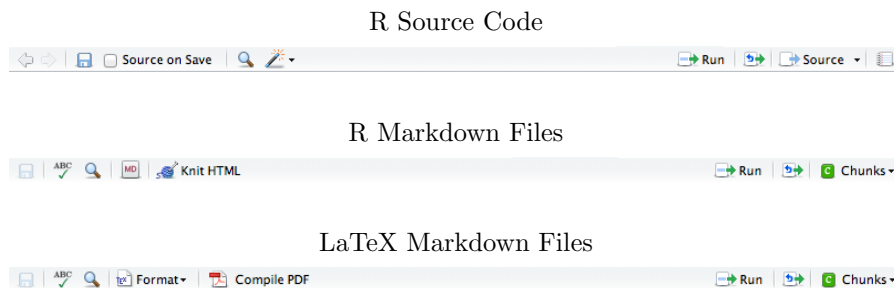 R Source Code
Source on Save Run Source
R Markdown Files
ABC MD Knit HTML Run C Chunks
LaTeX Markdown Files
ABC TEX Format Compile PDF Run C Chunks